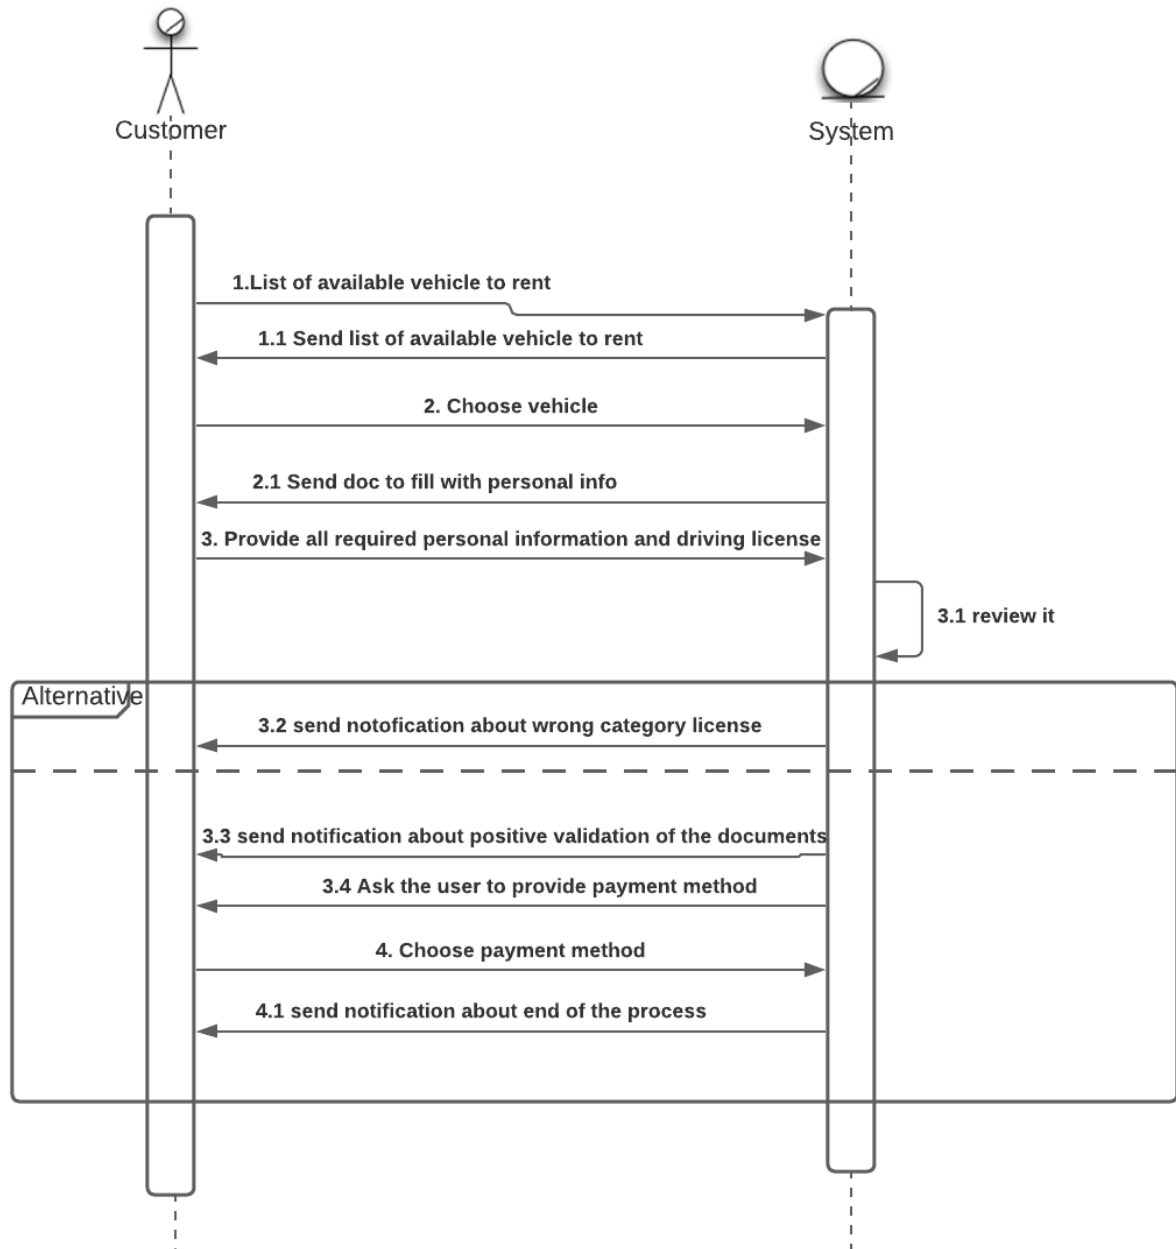 Customer
System
1.List of available vehicle to rent
1.1 Send list of available vehicle to rent
2. Choose vehicle
2.1 Send doc to fill with personal info
3. Provide all required personal information and driving license
3.1 review it
Alternative
3.2 send notofication about wrong category license
3.3 send notification about positive validation of the documents
3.4 Ask the user to provide payment method
4. Choose payment method
4.1 send notification about end of the process